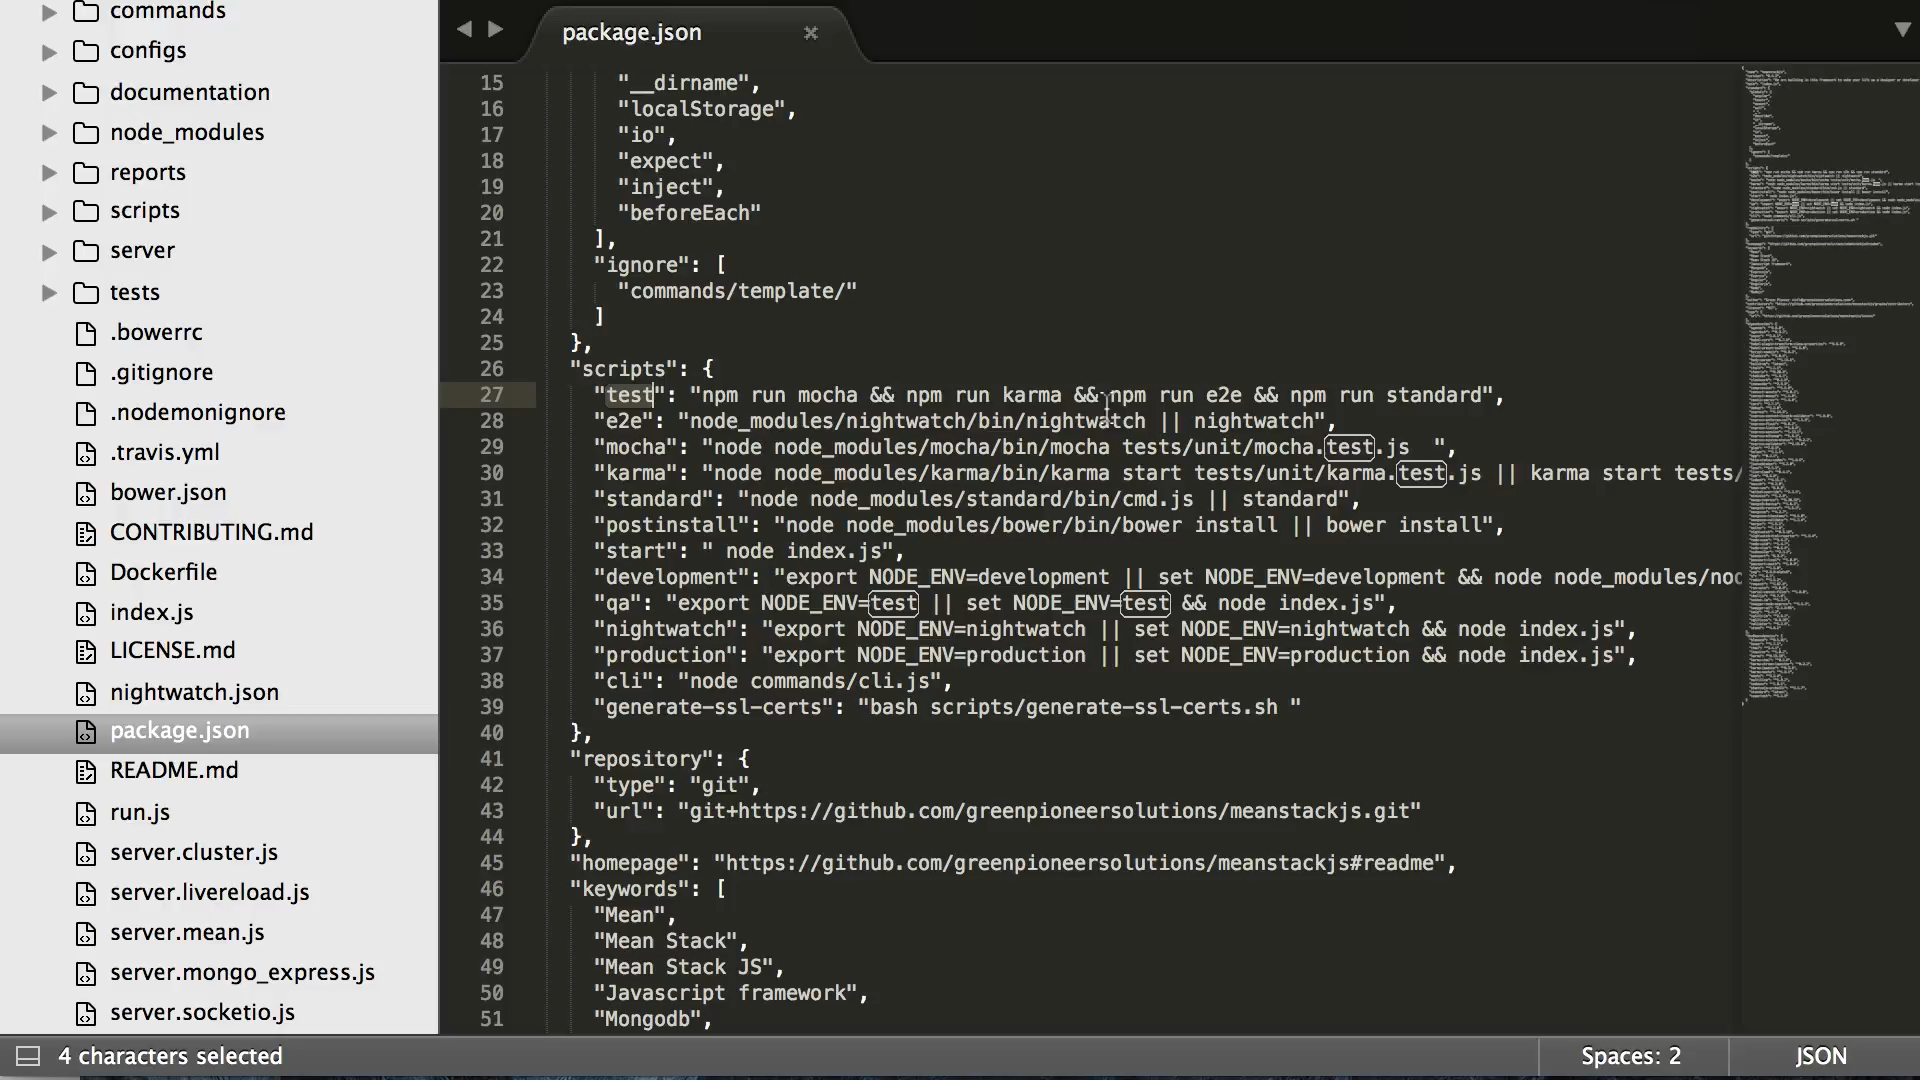 commands
configs
documentation
node_modules
reports
scripts
server
tests
.bowerrc
.gitignore
.nodemonignore
.travis.yml
bower.json
CONTRIBUTING.md
Dockerfile
index.js
LICENSE.md
nightwatch.json
package.json
README.md
run.js
server.cluster.js
server.livereload.js
server.mean.js
server.mongo_express.js
server.socketio.js
package.json
15 "__dirname",
16 "localStorage",
17 "io",
18 "expect",
19 "inject",
20 "beforeEach"
21 ],
22 "ignore": [
23 "commands/template/"
24 ]
25 },
26 "scripts": {
27 "test": "npm run mocha && npm run karma && npm run e2e && npm run standard",
28 "e2e": "node_modules/nightwatch/bin/nightwatch || nightwatch",
29 "mocha": "node node_modules/mocha/bin/mocha tests/unit/mocha.test.js  ",
30 "karma": "node node_modules/karma/bin/karma start tests/unit/karma.test.js || karma start tests/
31 "standard": "node node_modules/standard/bin/cmd.js || standard",
32 "postinstall": "node node_modules/bower/bin/bower install || bower install",
33 "start": " node index.js",
34 "development": "export NODE_ENV=development || set NODE_ENV=development && node node_modules/no
35 "qa": "export NODE_ENV=test || set NODE_ENV=test && node index.js",
36 "nightwatch": "export NODE_ENV=nightwatch || set NODE_ENV=nightwatch && node index.js",
37 "production": "export NODE_ENV=production || set NODE_ENV=production && node index.js",
38 "cli": "node commands/cli.js",
39 "generate-ssl-certs": "bash scripts/generate-ssl-certs.sh "
40 },
41 "repository": {
42 "type": "git",
43 "url": "git+https://github.com/greenpioneersolutions/meanstackjs.git"
44 },
45 "homepage": "https://github.com/greenpioneersolutions/meanstackjs#readme",
46 "keywords": [
47 "Mean",
48 "Mean Stack",
49 "Mean Stack JS",
50 "Javascript framework",
51 "Mongodb",
4 characters selected
Spaces: 2
JSON